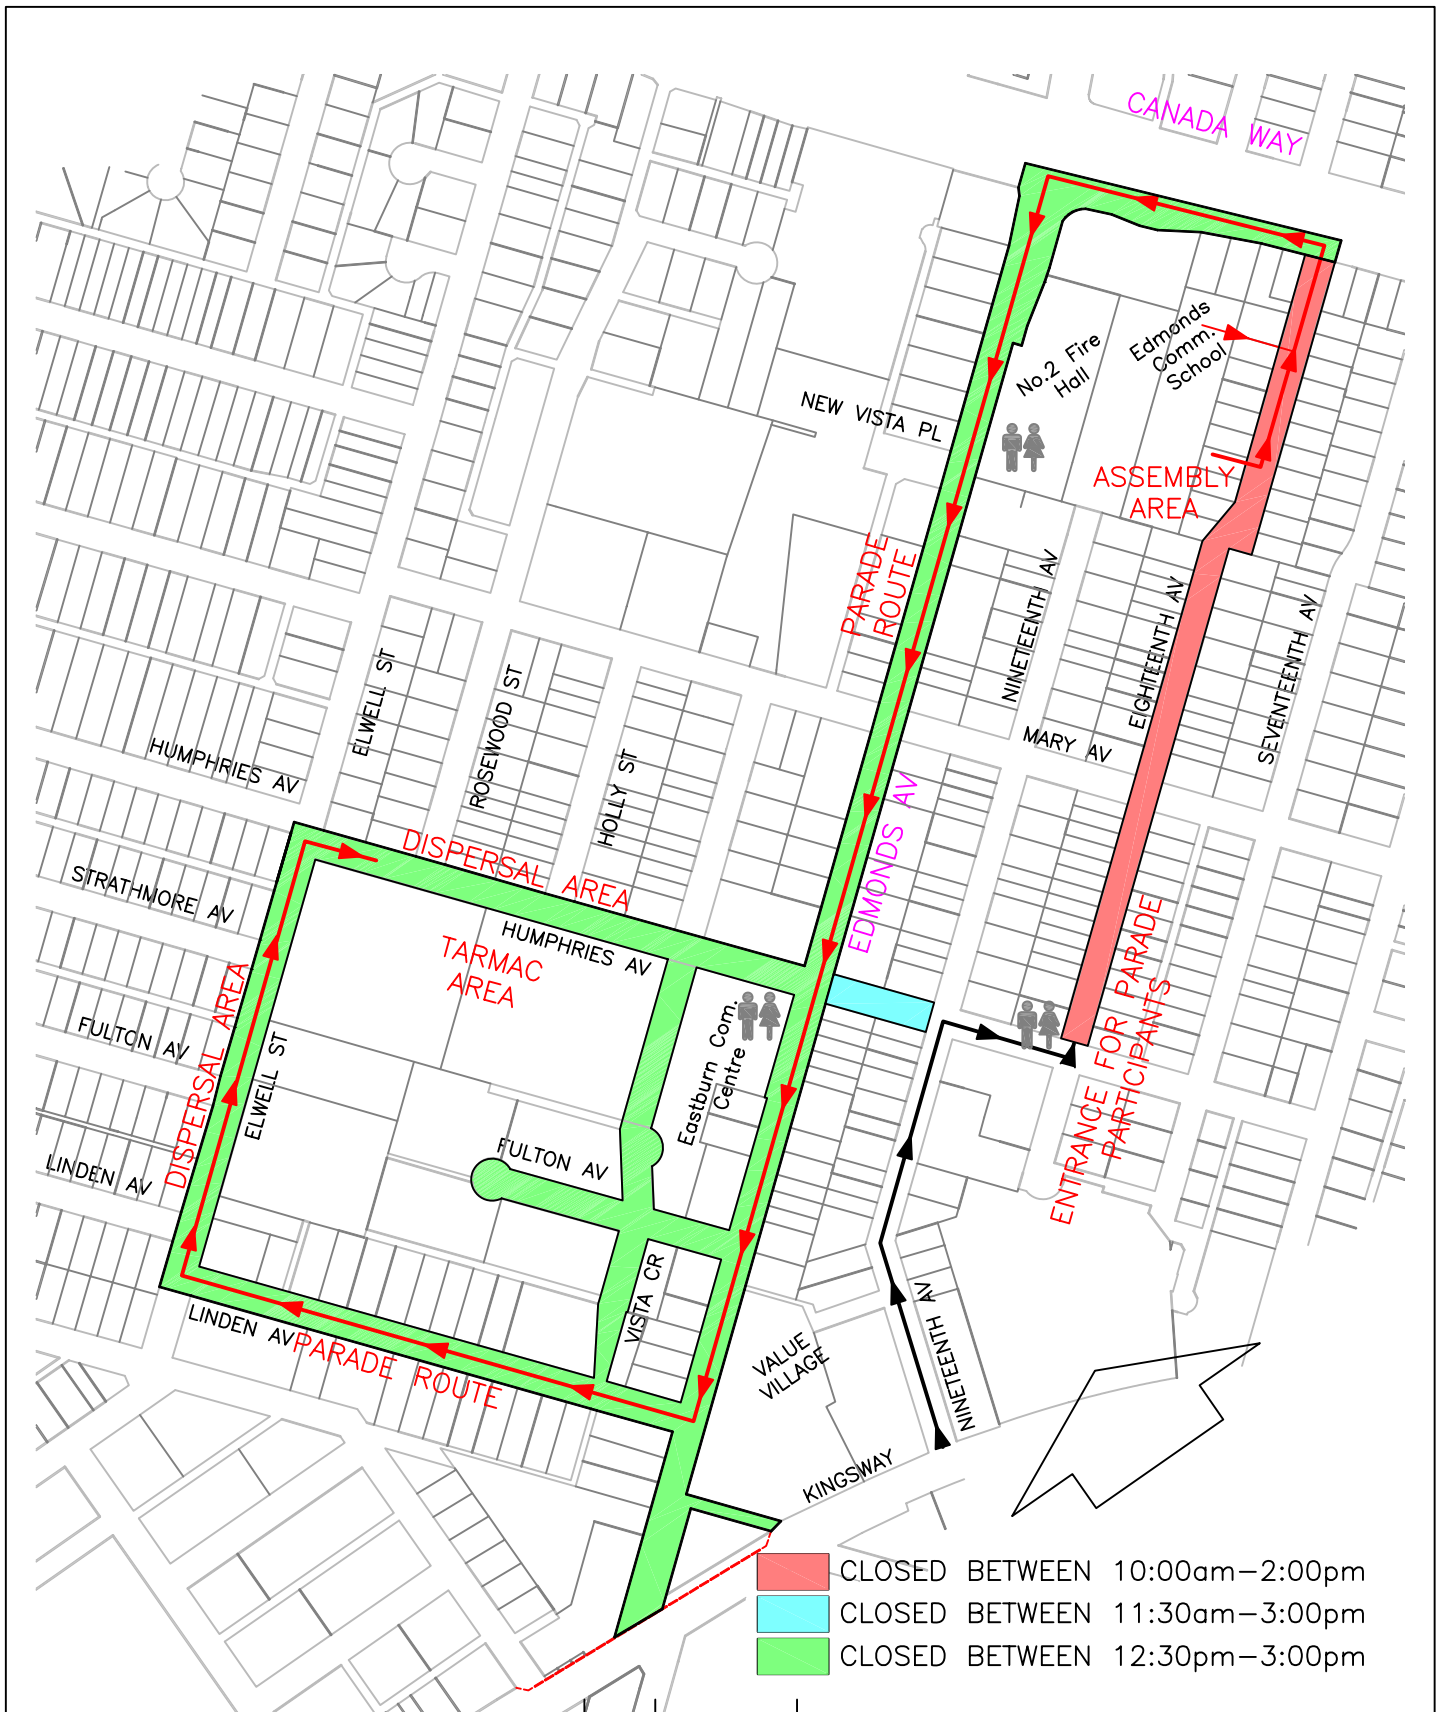 CANADA WAY
Edmonds
Comm.
School
No.2 Fire
Hall
NEW VISTA PL
ASSEMBLY
AREA
PARADE
ROUTE
NINETEENTH AV
EIGHTEENTH AV
SEVENTEENTH AV
ELWELL ST
ROSEWOOD ST
HOLLY ST
MARY AV
HUMPHRIES AV
EDMONDS AV
DISPERSAL AREA
STRATHMORE AV
HUMPHRIES AV
TARMAC
AREA
DISPERSAL AREA
ENTRANCE FOR PARADE
PARTICIPANTS
Eastburn Com.
Centre
FULTON AV
ELWELL ST
FULTON AV
LINDEN AV
VISTA CR
LINDEN AV
PARADE ROUTE
VALUE
VILLAGE
NINETEENTH AV
KINGSWAY
CLOSED BETWEEN 10:00am-2:00pm
CLOSED BETWEEN 11:30am-3:00pm
CLOSED BETWEEN 12:30pm-3:00pm